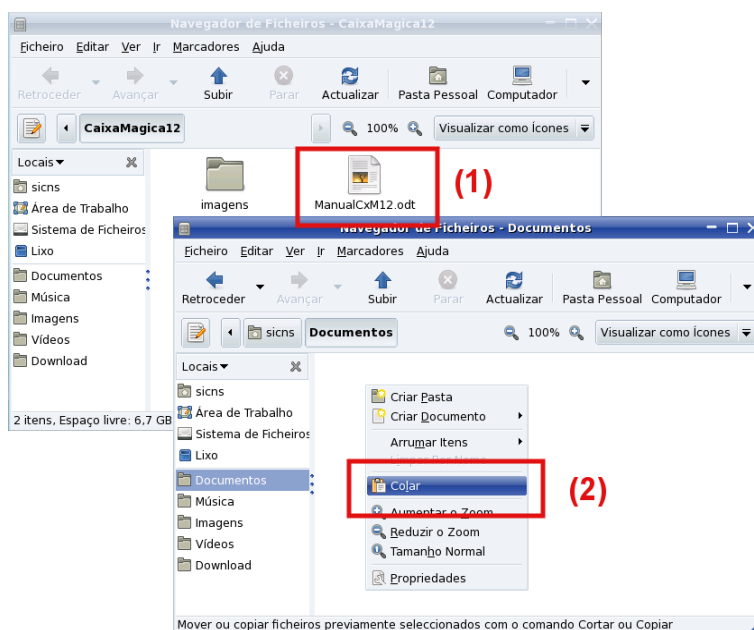 Navegador de Ficheiros - CaixaMagica12
Ficheiro Editar Ver Ir Marcadores Ajuda
Retroceder Avançar Subir Parar Actualizar Pasta Pessoal Computador
CaixaMagica12 100% Visualizar como Ícones
Locais
sicns
Área de Trabalho
Sistema de Ficheiros
Lixo
Documentos
Música
Imagens
Vídeos
Download
imagens ManualCxM12.odt
(1)
2 itens, Espaço livre: 6,7 GB
Navegador de Ficheiros - Documentos
Ficheiro Editar Ver Ir Marcadores Ajuda
Retroceder Avançar Subir Parar Actualizar Pasta Pessoal Computador
sicns Documentos 100% Visualizar como Ícones
Locais
sicns
Área de Trabalho
Sistema de Ficheiros
Lixo
Documentos
Música
Imagens
Vídeos
Download
Criar Pasta
Criar Documento
Arrumar Itens
Limpar Por Nome
Colar
(2)
Aumentar o Zoom
Reduzir o Zoom
Tamanho Normal
Propriedades
Mover ou copiar ficheiros previamente seleccionados com o comando Cortar ou Copiar